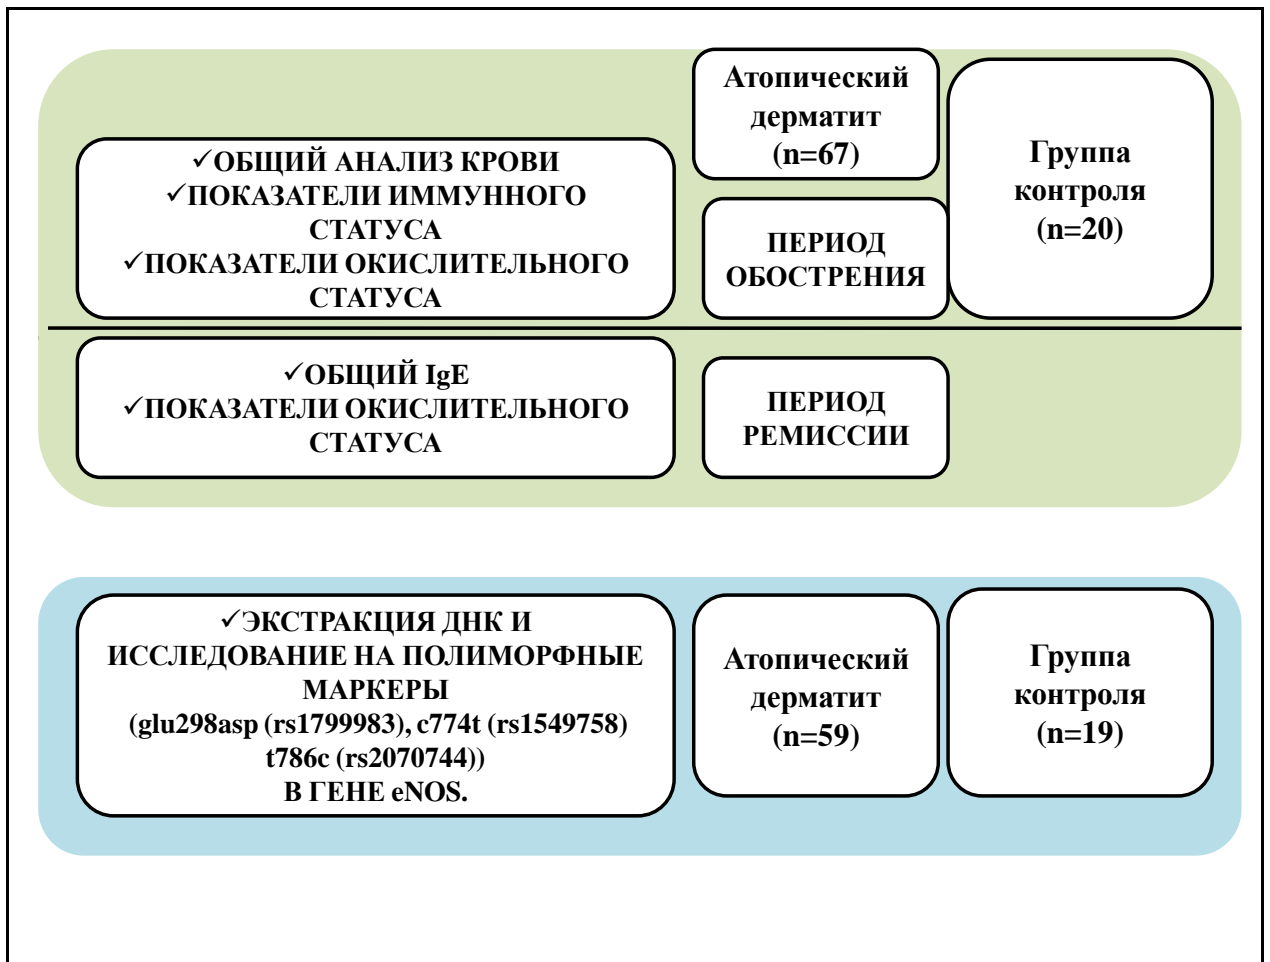 Атопический
дерматит
(n=67)
Группа
контроля
(n=20)
✓ОБЩИЙ АНАЛИЗ КРОВИ
✓ПОКАЗАТЕЛИ ИММУННОГО
СТАТУСА
✓ПОКАЗАТЕЛИ ОКИСЛИТЕЛЬНОГО
СТАТУСА
ПЕРИОД
ОБОСТРЕНИЯ
✓ОБЩИЙ IgE
✓ПОКАЗАТЕЛИ ОКИСЛИТЕЛЬНОГО
СТАТУСА
ПЕРИОД
РЕМИССИИ
✓ЭКСТРАКЦИЯ ДНК И
ИССЛЕДОВАНИЕ НА ПОЛИМОРФНЫЕ
МАРКЕРЫ
(glu298asp (rs1799983), c774t (rs1549758)
t786c (rs2070744))
В ГЕНЕ eNOS.
Атопический
дерматит
(n=59)
Группа
контроля
(n=19)